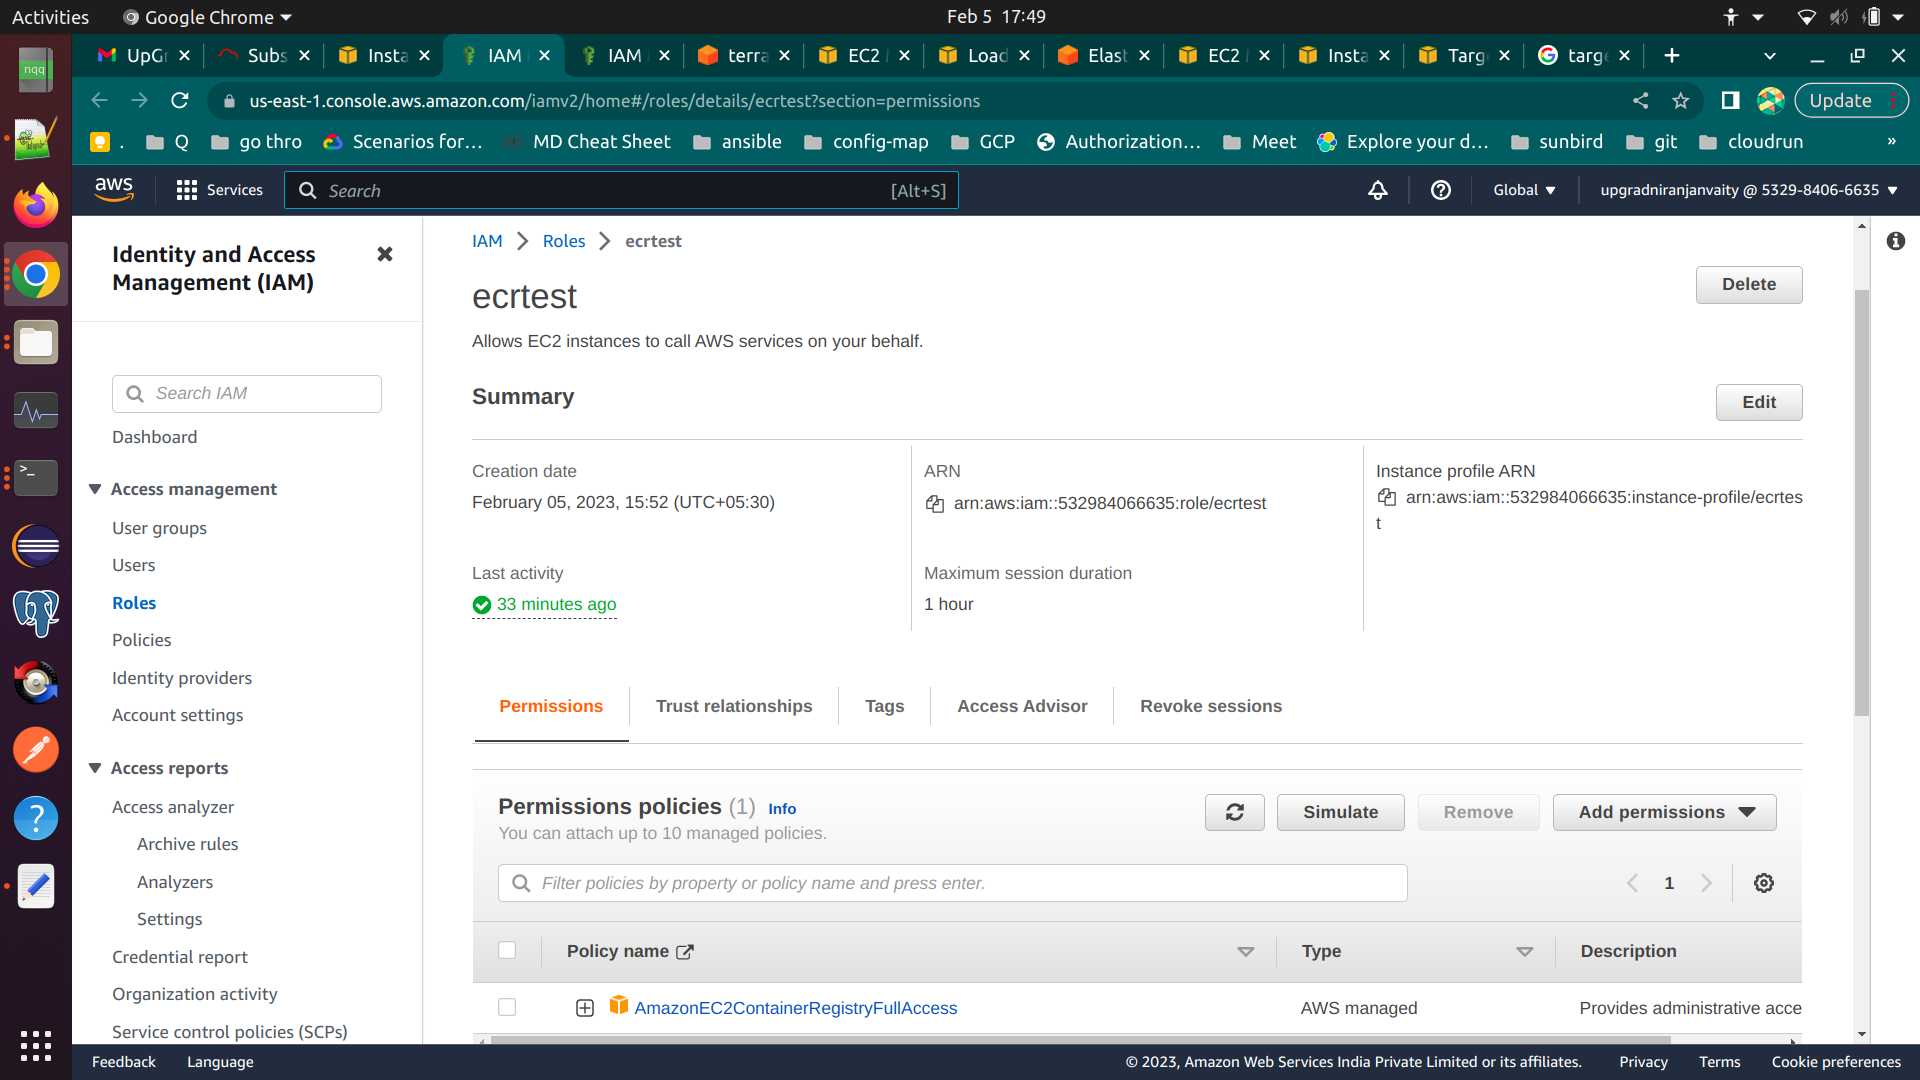 Activities
Google Chrome
Feb 5 17:49
UpGr
Subs
Insta
IAM
IAM
terra
EC2
Load
Elast
EC2
Insta
Targ
targe
us-east-1.console.aws.amazon.com/iamv2/home#/roles/details/ecrtest?section=permissions
Update
.
Q
go thro
Scenarios for...
MD Cheat Sheet
ansible
config-map
GCP
Authorization...
Meet
Explore your d...
sunbird
git
cloudrun
»
aws
Services
Search
[Alt+S]
Global
upgradniranjanvaity @ 5329-8406-6635
nqq
Identity and Access
Management (IAM)
Search IAM
Dashboard
Access management
User groups
Users
Roles
Policies
Identity providers
Account settings
Access reports
Access analyzer
Archive rules
Analyzers
Settings
Credential report
Organization activity
Service control policies (SCPs)
IAM > Roles > ecrtest
ecrtest
Delete
Allows EC2 instances to call AWS services on your behalf.
Summary
Edit
Creation date
February 05, 2023, 15:52 (UTC+05:30)
ARN
arn:aws:iam::532984066635:role/ecrtest
Instance profile ARN
arn:aws:iam::532984066635:instance-profile/ecrtes
t
Last activity
33 minutes ago
Maximum session duration
1 hour
Permissions
Trust relationships
Tags
Access Advisor
Revoke sessions
Permissions policies (1) Info
You can attach up to 10 managed policies.
Simulate
Remove
Add permissions
Filter policies by property or policy name and press enter.
1
Policy name
Type
Description
AmazonEC2ContainerRegistryFullAccess
AWS managed
Provides administrative acce
Feedback
Language
© 2023, Amazon Web Services India Private Limited or its affiliates.
Privacy
Terms
Cookie preferences